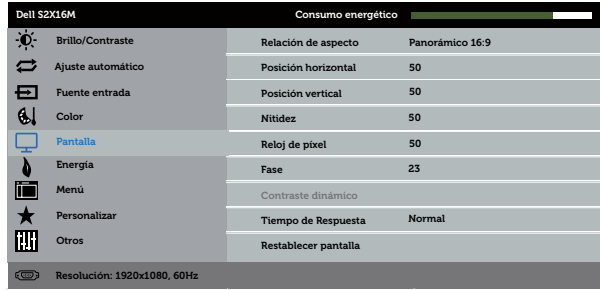 Dell S2X16M Consumo energético
Brillo/Contraste Relación de aspecto Panorámico 16:9
Ajuste automático Posición horizontal 50
Fuente entrada Posición vertical 50
Color Nitidez 50
Pantalla Reloj de píxel 50
Energía Fase 23
Menú Contraste dinámico
Personalizar Tiempo de Respuesta Normal
Otros Restablecer pantalla
Resolución: 1920x1080, 60Hz